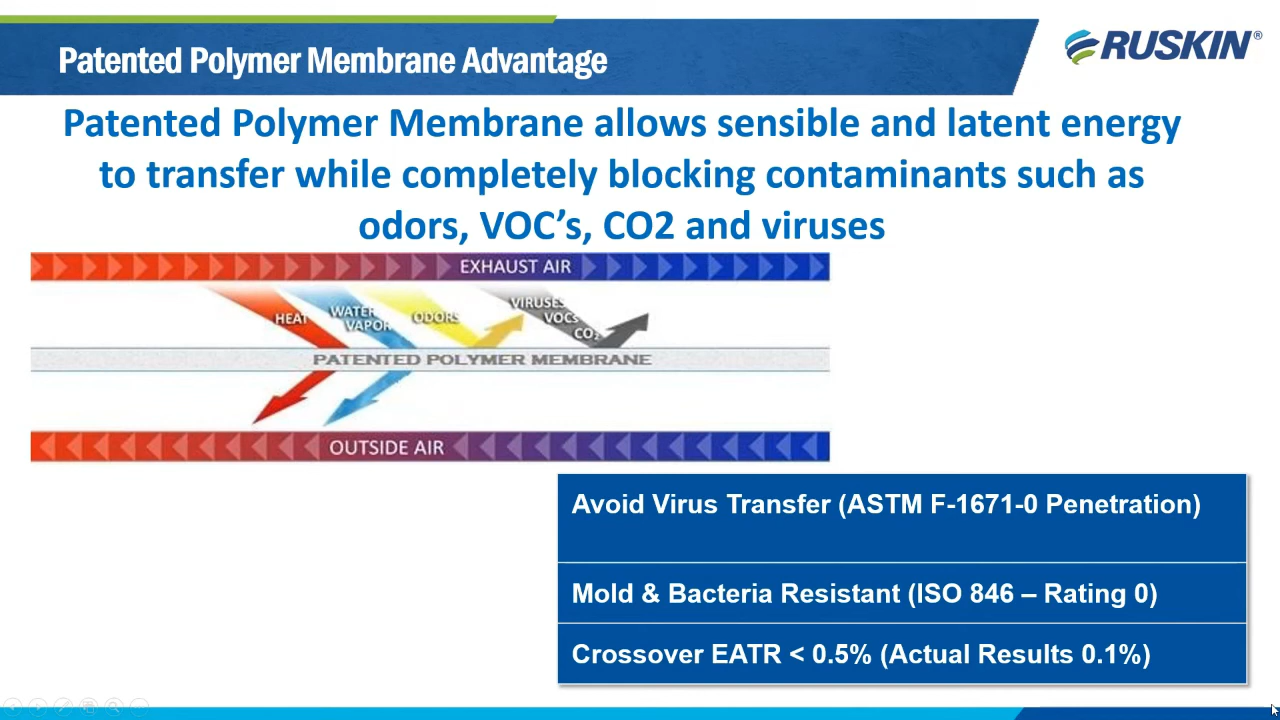 Patented Polymer Membrane Advantage
RUSKIN®
Patented Polymer Membrane allows sensible and latent energy
to transfer while completely blocking contaminants such as
odors, VOC’s, CO2 and viruses
EXHAUST AIR
HEAT
WATER
VAPOR
ODORS
VIRUSES
VOCs
CO₂
PATENTED POLYMER MEMBRANE
OUTSIDE AIR
Avoid Virus Transfer (ASTM F-1671-0 Penetration)
Mold & Bacteria Resistant (ISO 846 – Rating 0)
Crossover EATR < 0.5% (Actual Results 0.1%)